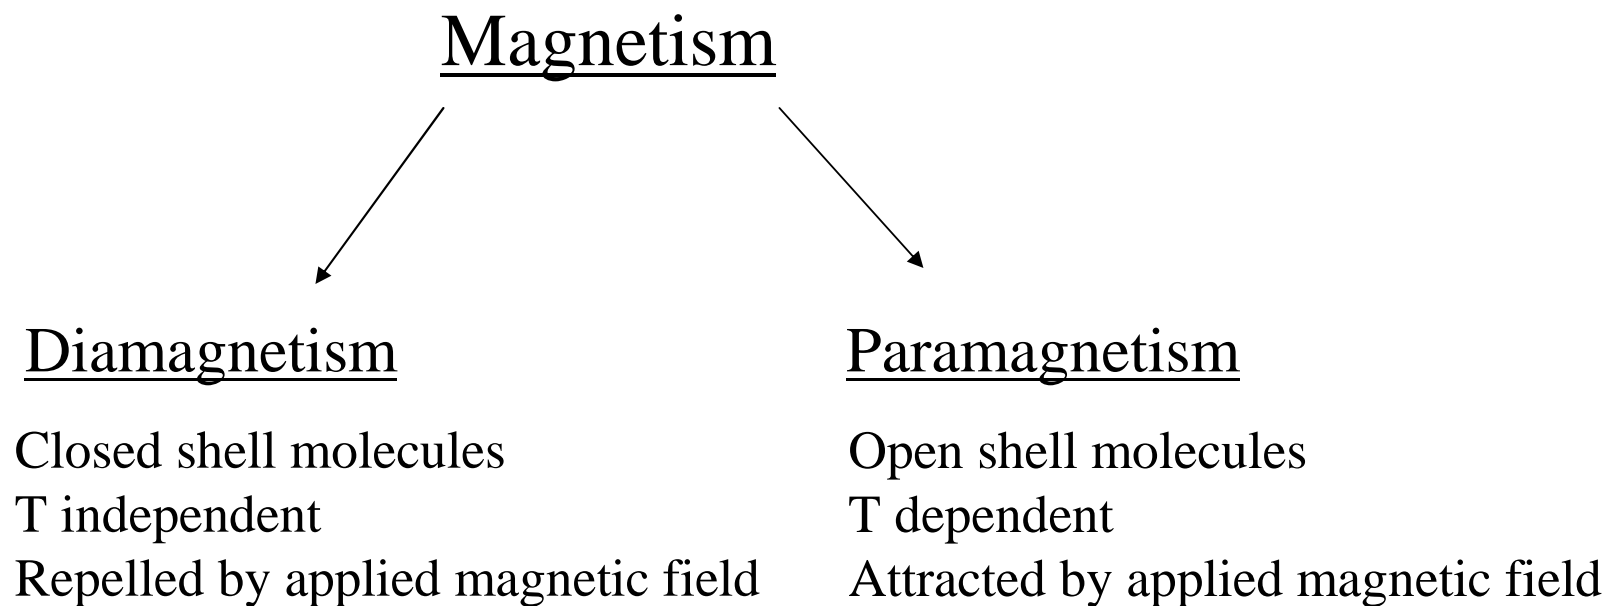 Magnetism
Diamagnetism
Closed shell molecules
T independent
Repelled by applied magnetic field
Paramagnetism
Open shell molecules
T dependent
Attracted by applied magnetic field